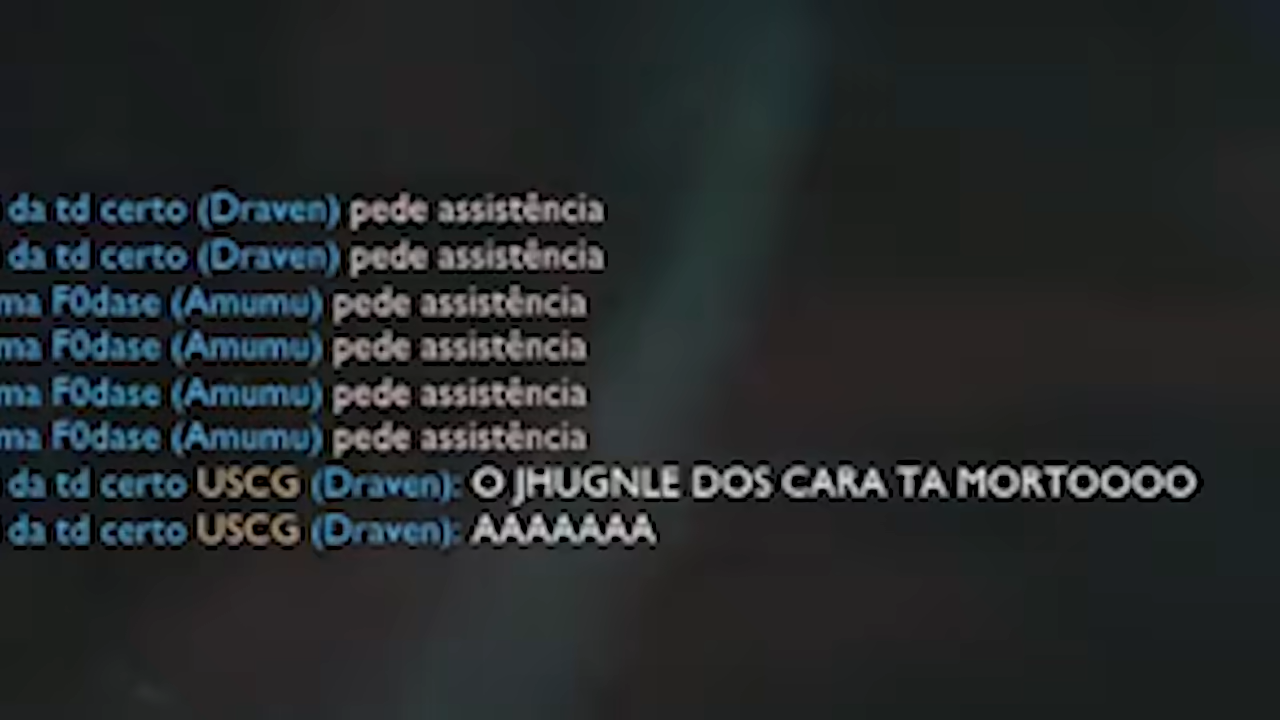 da td certo (Draven) pede assistência
da td certo (Draven) pede assistência
ma F0dase (Amumu) pede assistência
ma F0dase (Amumu) pede assistência
ma F0dase (Amumu) pede assistência
ma F0dase (Amumu) pede assistência
da td certo USCG (Draven): O JHUGNLE DOS CARA TA MORTOOOO
da td certo USCG (Draven): AAAAAAA